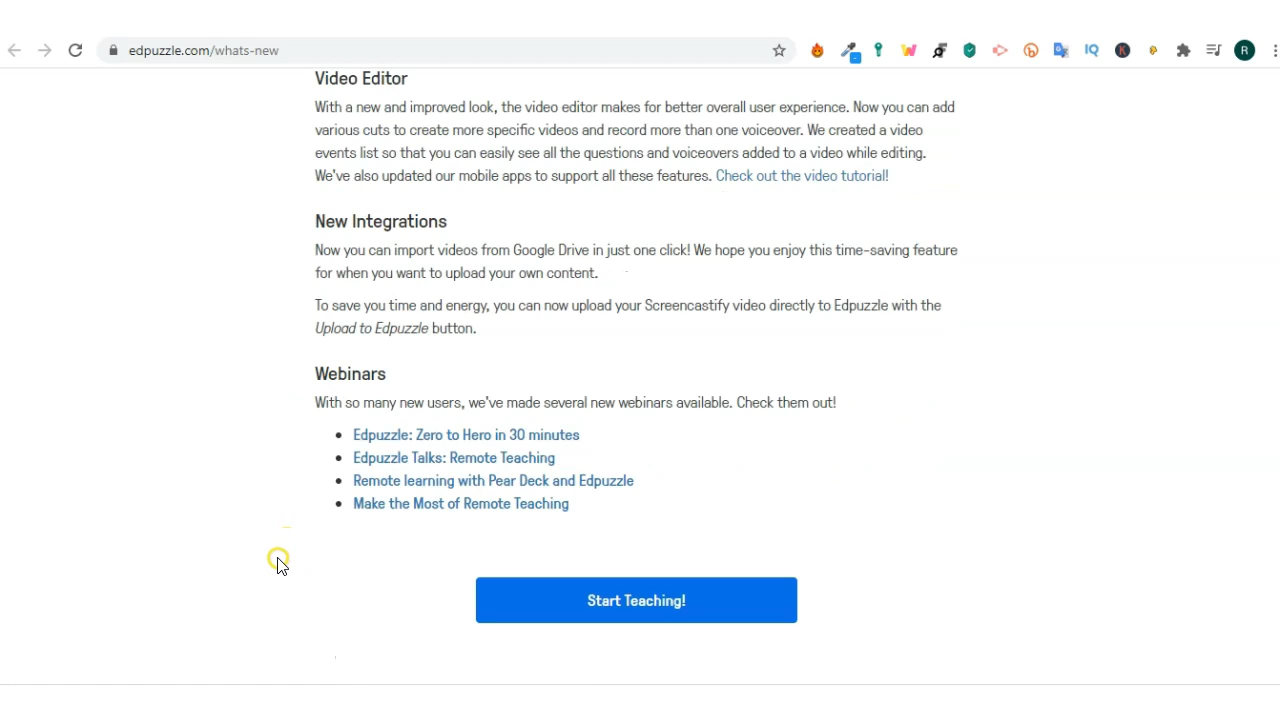 edpuzzle.com/whats-new
IQ
K
R
Video Editor
With a new and improved look, the video editor makes for better overall user experience. Now you can add
various cuts to create more specific videos and record more than one voiceover. We created a video
events list so that you can easily see all the questions and voiceovers added to a video while editing.
We've also updated our mobile apps to support all these features. Check out the video tutorial!
New Integrations
Now you can import videos from Google Drive in just one click! We hope you enjoy this time-saving feature
for when you want to upload your own content.
To save you time and energy, you can now upload your Screencastify video directly to Edpuzzle with the
Upload to Edpuzzle button.
Webinars
With so many new users, we've made several new webinars available. Check them out!
Edpuzzle: Zero to Hero in 30 minutes
Edpuzzle Talks: Remote Teaching
Remote learning with Pear Deck and Edpuzzle
Make the Most of Remote Teaching
Start Teaching!